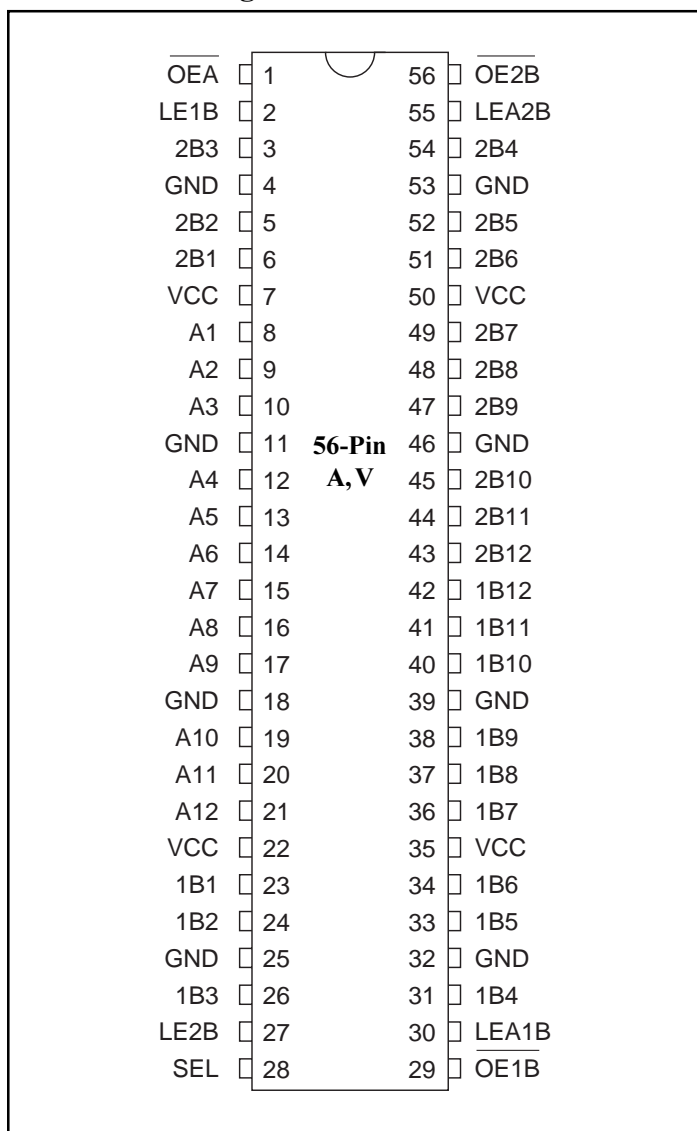 OEA 1 56 OE2B
LE1B 2 55 LEA2B
2B3 3 54 2B4
GND 4 53 GND
2B2 5 52 2B5
2B1 6 51 2B6
VCC 7 50 VCC
A1 8 49 2B7
A2 9 48 2B8
A3 10 47 2B9
GND 11 56-Pin 46 GND
A4 12 A,V 45 2B10
A5 13 44 2B11
A6 14 43 2B12
A7 15 42 1B12
A8 16 41 1B11
A9 17 40 1B10
GND 18 39 GND
A10 19 38 1B9
A11 20 37 1B8
A12 21 36 1B7
VCC 22 35 VCC
1B1 23 34 1B6
1B2 24 33 1B5
GND 25 32 GND
1B3 26 31 1B4
LE2B 27 30 LEA1B
SEL 28 29 OE1B